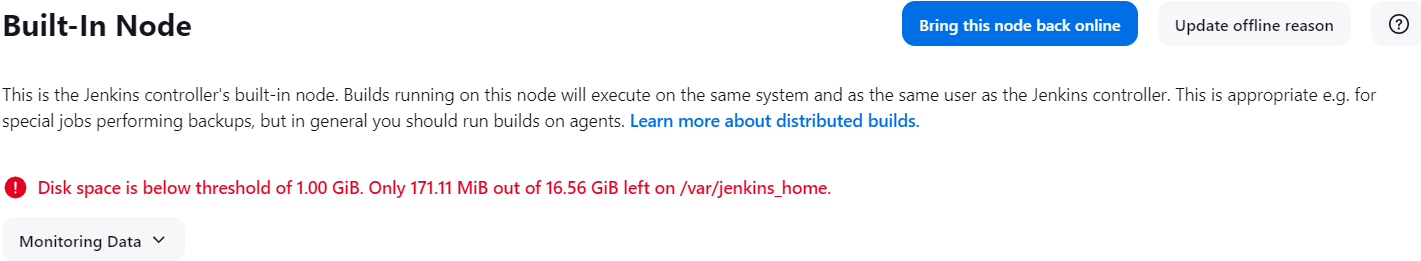 Built-In Node
Bring this node back online
Update offline reason
This is the Jenkins controller's built-in node. Builds running on this node will execute on the same system and as the same user as the Jenkins controller. This is appropriate e.g. for
special jobs performing backups, but in general you should run builds on agents. Learn more about distributed builds.
Disk space is below threshold of 1.00 GiB. Only 171.11 MiB out of 16.56 GiB left on /var/jenkins_home.
Monitoring Data